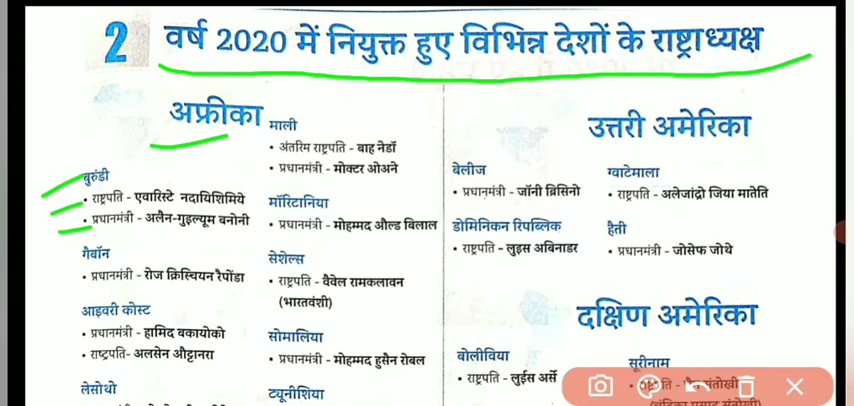 2 वर्ष 2020 में नियुक्त हुए विभिन्न देशों के राष्ट्राध्यक्ष
अफ्रीका
बुरुंडी
• राष्ट्रपति - एवारिस्टे नदायिशिमिये
• प्रधानमंत्री - अलैन-गुइल्यूम बनोनी
गैबॉन
• प्रधानमंत्री - रोज क्रिस्चियन रैपोंडा
आइवरी कोस्ट
• प्रधानमंत्री - हामिद बकायोको
• राष्ट्रपति- अलसेन औट्टानरा
लेसोथो
माली
• अंतरिम राष्ट्रपति - वाह नेडॉ
• प्रधानमंत्री - मोक्टर ओअने
मॉरिटानिया
• प्रधानमंत्री - मोहम्मद औल्ड बिलाल
सेशेल्स
• राष्ट्रपति - वैवेल रामकलावन
(भारतवंशी)
सोमालिया
• प्रधानमंत्री - मोहम्मद हुसैन रोबल
ट्यूनीशिया
उत्तरी अमेरिका
बेलीज
• प्रधानमंत्री - जॉनी ब्रिसिनो
डोमिनिकन रिपब्लिक
• राष्ट्रपति - लुइस अबिनाडर
ग्वाटेमाला
• राष्ट्रपति - अलेजांद्रो जिया मातेति
हैती
• प्रधानमंत्री - जोसेफ जोथे
दक्षिण अमेरिका
बोलीविया
• राष्ट्रपति - लुईस अर्से
सूरीनाम
संतोखी